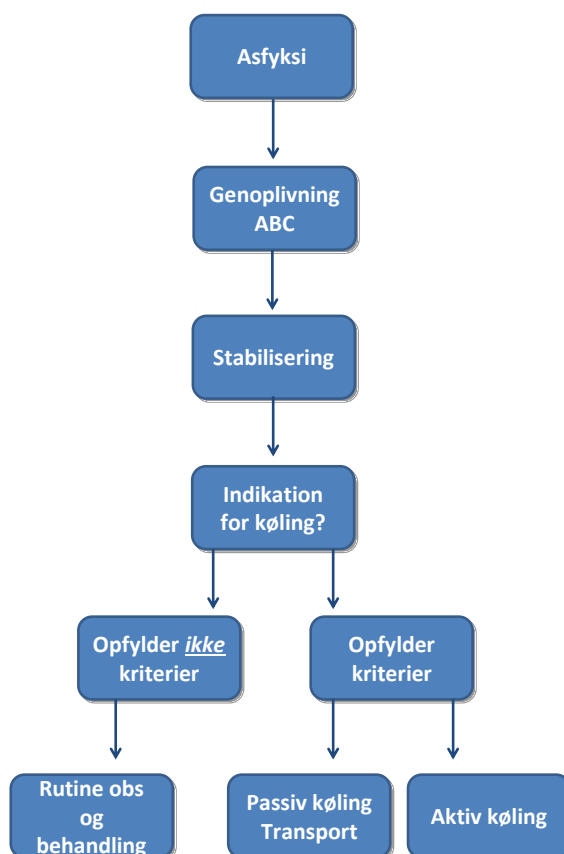 Asfyksi
Genoplivning
ABC
Stabilisering
Indikation
for køling?
Opfylder ikke
kriterier
Opfylder
kriterier
Rutine obs
og
behandling
Passiv køling
Transport
Aktiv køling